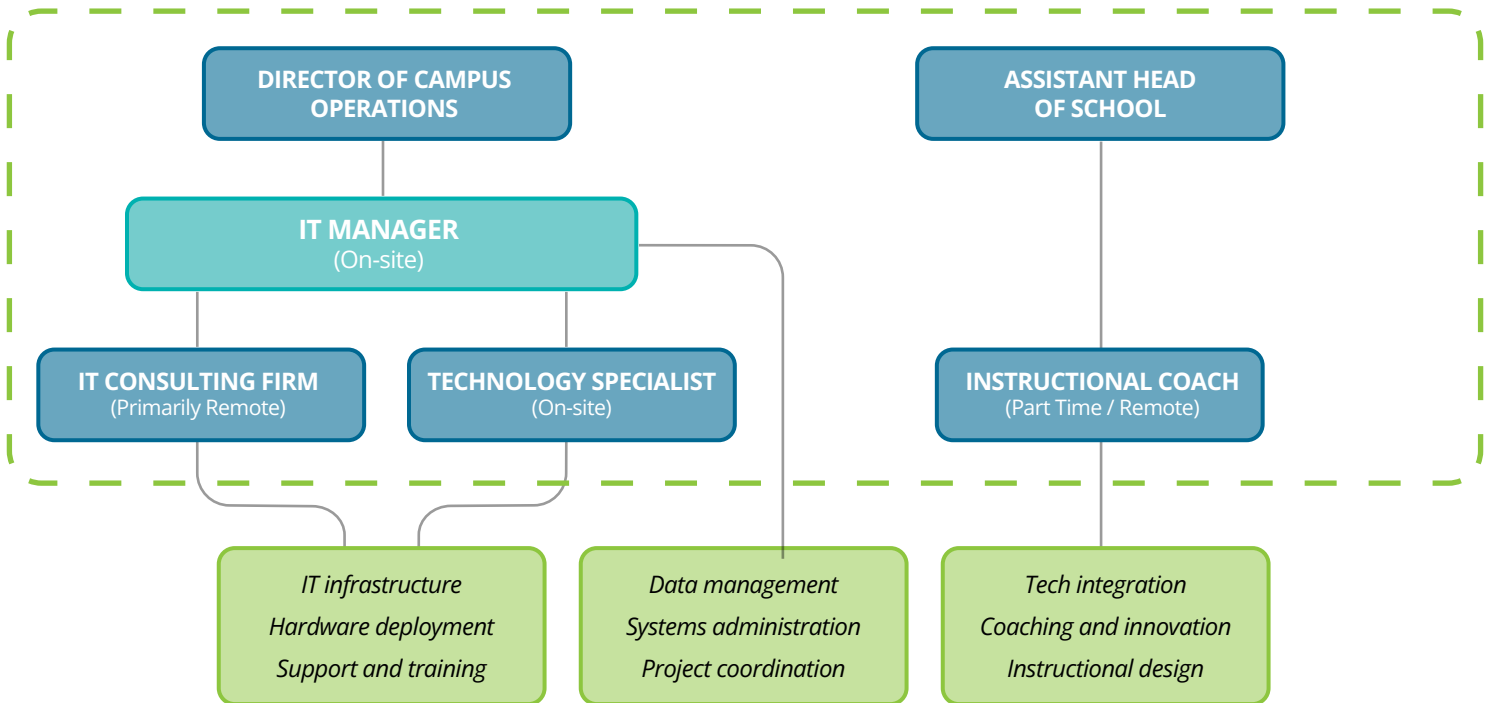 DIRECTOR OF CAMPUS
OPERATIONS
ASSISTANT HEAD
OF SCHOOL
IT MANAGER
(On-site)
IT CONSULTING FIRM
(Primarily Remote)
TECHNOLOGY SPECIALIST
(On-site)
INSTRUCTIONAL COACH
(Part Time / Remote)
IT infrastructure
Hardware deployment
Support and training
Data management
Systems administration
Project coordination
Tech integration
Coaching and innovation
Instructional design